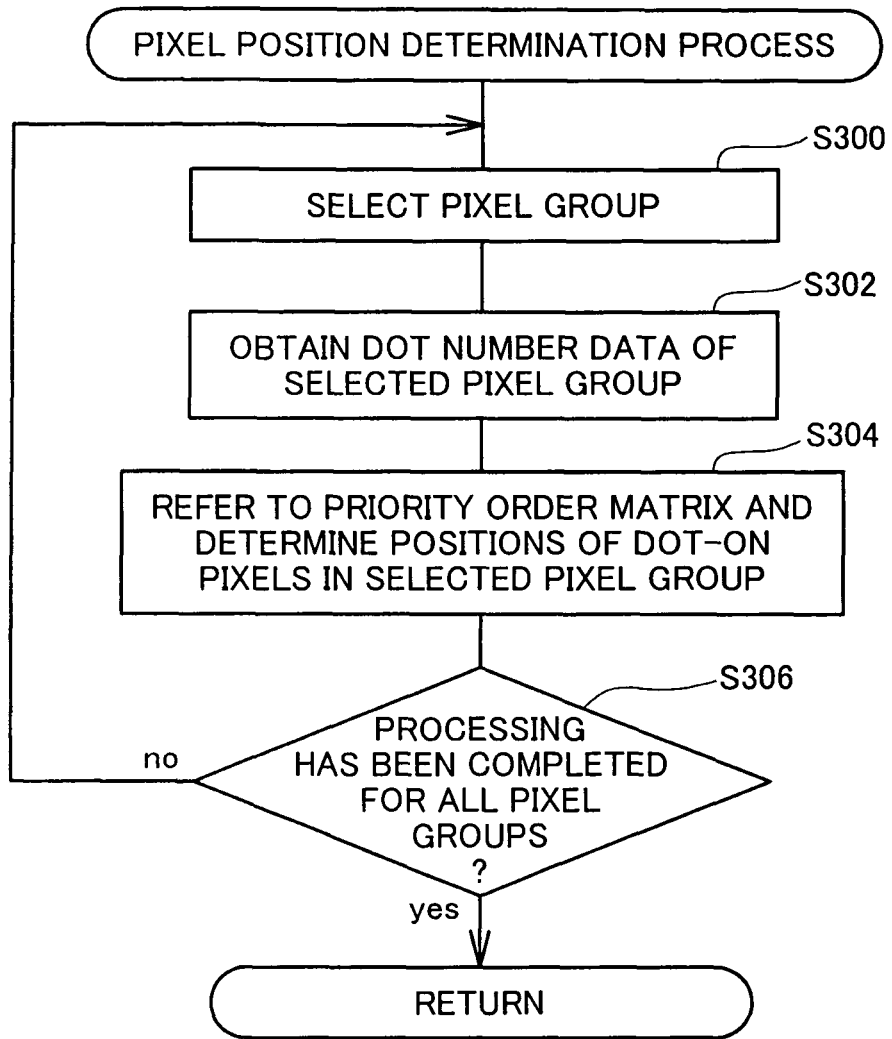 PIXEL POSITION DETERMINATION PROCESS
S300
SELECT PIXEL GROUP
S302
OBTAIN DOT NUMBER DATA OF
SELECTED PIXEL GROUP
S304
REFER TO PRIORITY ORDER MATRIX AND
DETERMINE POSITIONS OF DOT-ON
PIXELS IN SELECTED PIXEL GROUP
S306
PROCESSING
HAS BEEN COMPLETED
FOR ALL PIXEL
GROUPS
?
no
yes
RETURN